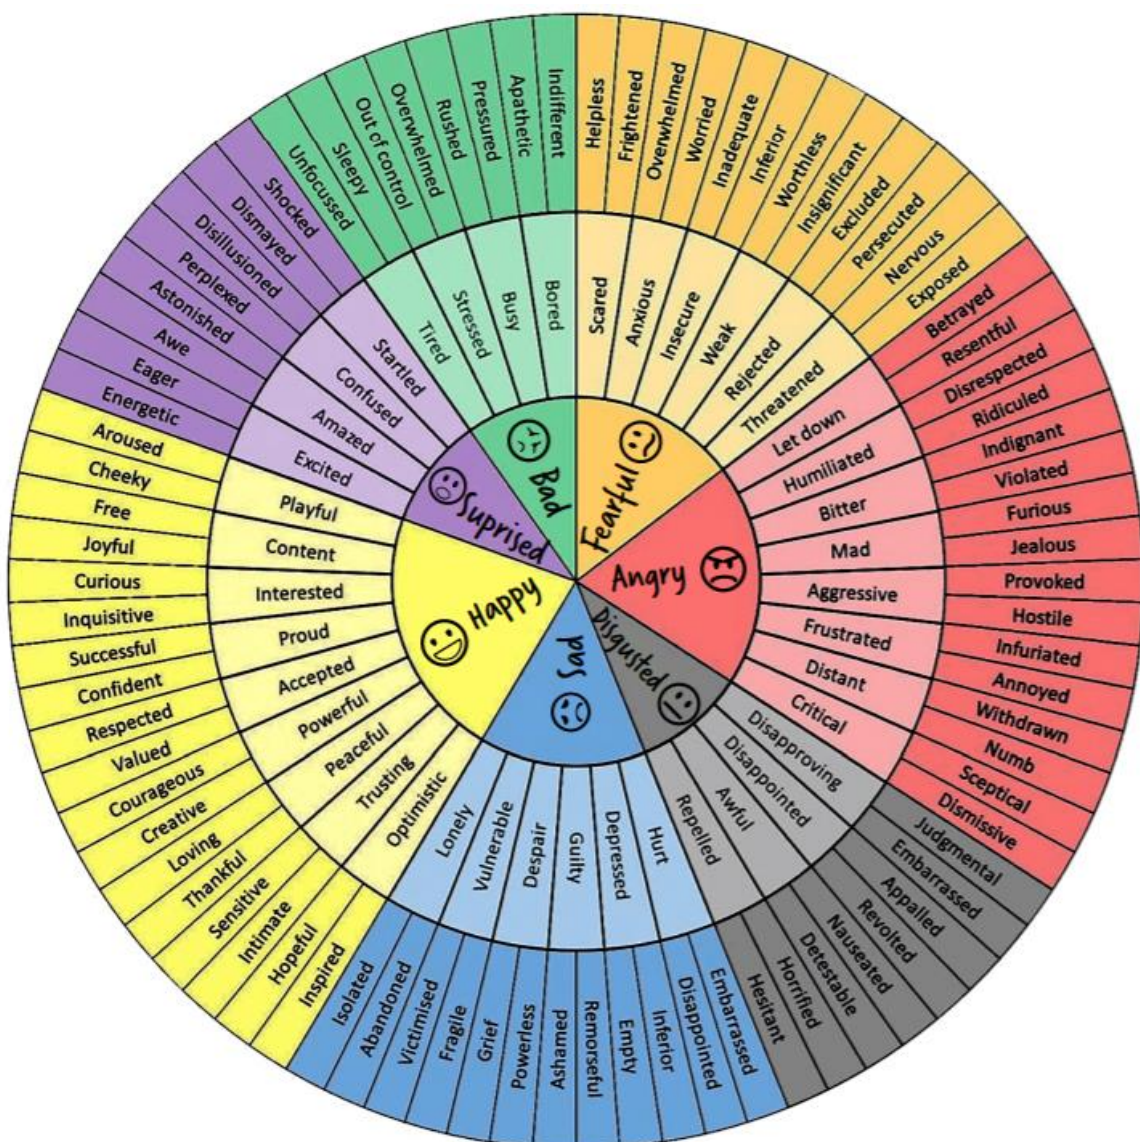 Bad
Fearful
Angry
Disgusted
Sad
Happy
Suprised
Tired
Stressed
Busy
Bored
Scared
Anxious
Insecure
Weak
Rejected
Threatened
Let down
Humiliated
Bitter
Mad
Aggressive
Frustrated
Distant
Critical
Disapproving
Disappointed
Awful
Repelled
Hurt
Depressed
Guilty
Despair
Vulnerable
Lonely
Optimistic
Trusting
Peaceful
Powerful
Accepted
Proud
Interested
Content
Playful
Excited
Amazed
Confused
Startled
Unfocussed
Sleepy
Out of control
Overwhelmed
Rushed
Pressured
Apathetic
Indifferent
Helpless
Frightened
Overwhelmed
Worried
Inadequate
Inferior
Worthless
Insignificant
Excluded
Persecuted
Nervous
Exposed
Betrayed
Resentful
Disrespected
Ridiculed
Indignant
Violated
Furious
Jealous
Provoked
Hostile
Infuriated
Annoyed
Withdrawn
Numb
Sceptical
Dismissive
Judgmental
Embarrassed
Appalled
Revolted
Nauseated
Detestable
Horrified
Hesitant
Embarrassed
Disappointed
Inferior
Empty
Remorseful
Ashamed
Powerless
Grief
Fragile
Victimised
Abandoned
Isolated
Inspired
Hopeful
Intimate
Sensitive
Thankful
Loving
Creative
Courageous
Valued
Respected
Confident
Successful
Inquisitive
Curious
Joyful
Free
Cheeky
Aroused
Energetic
Eager
Awe
Astonished
Perplexed
Disillusioned
Dismayed
Shocked